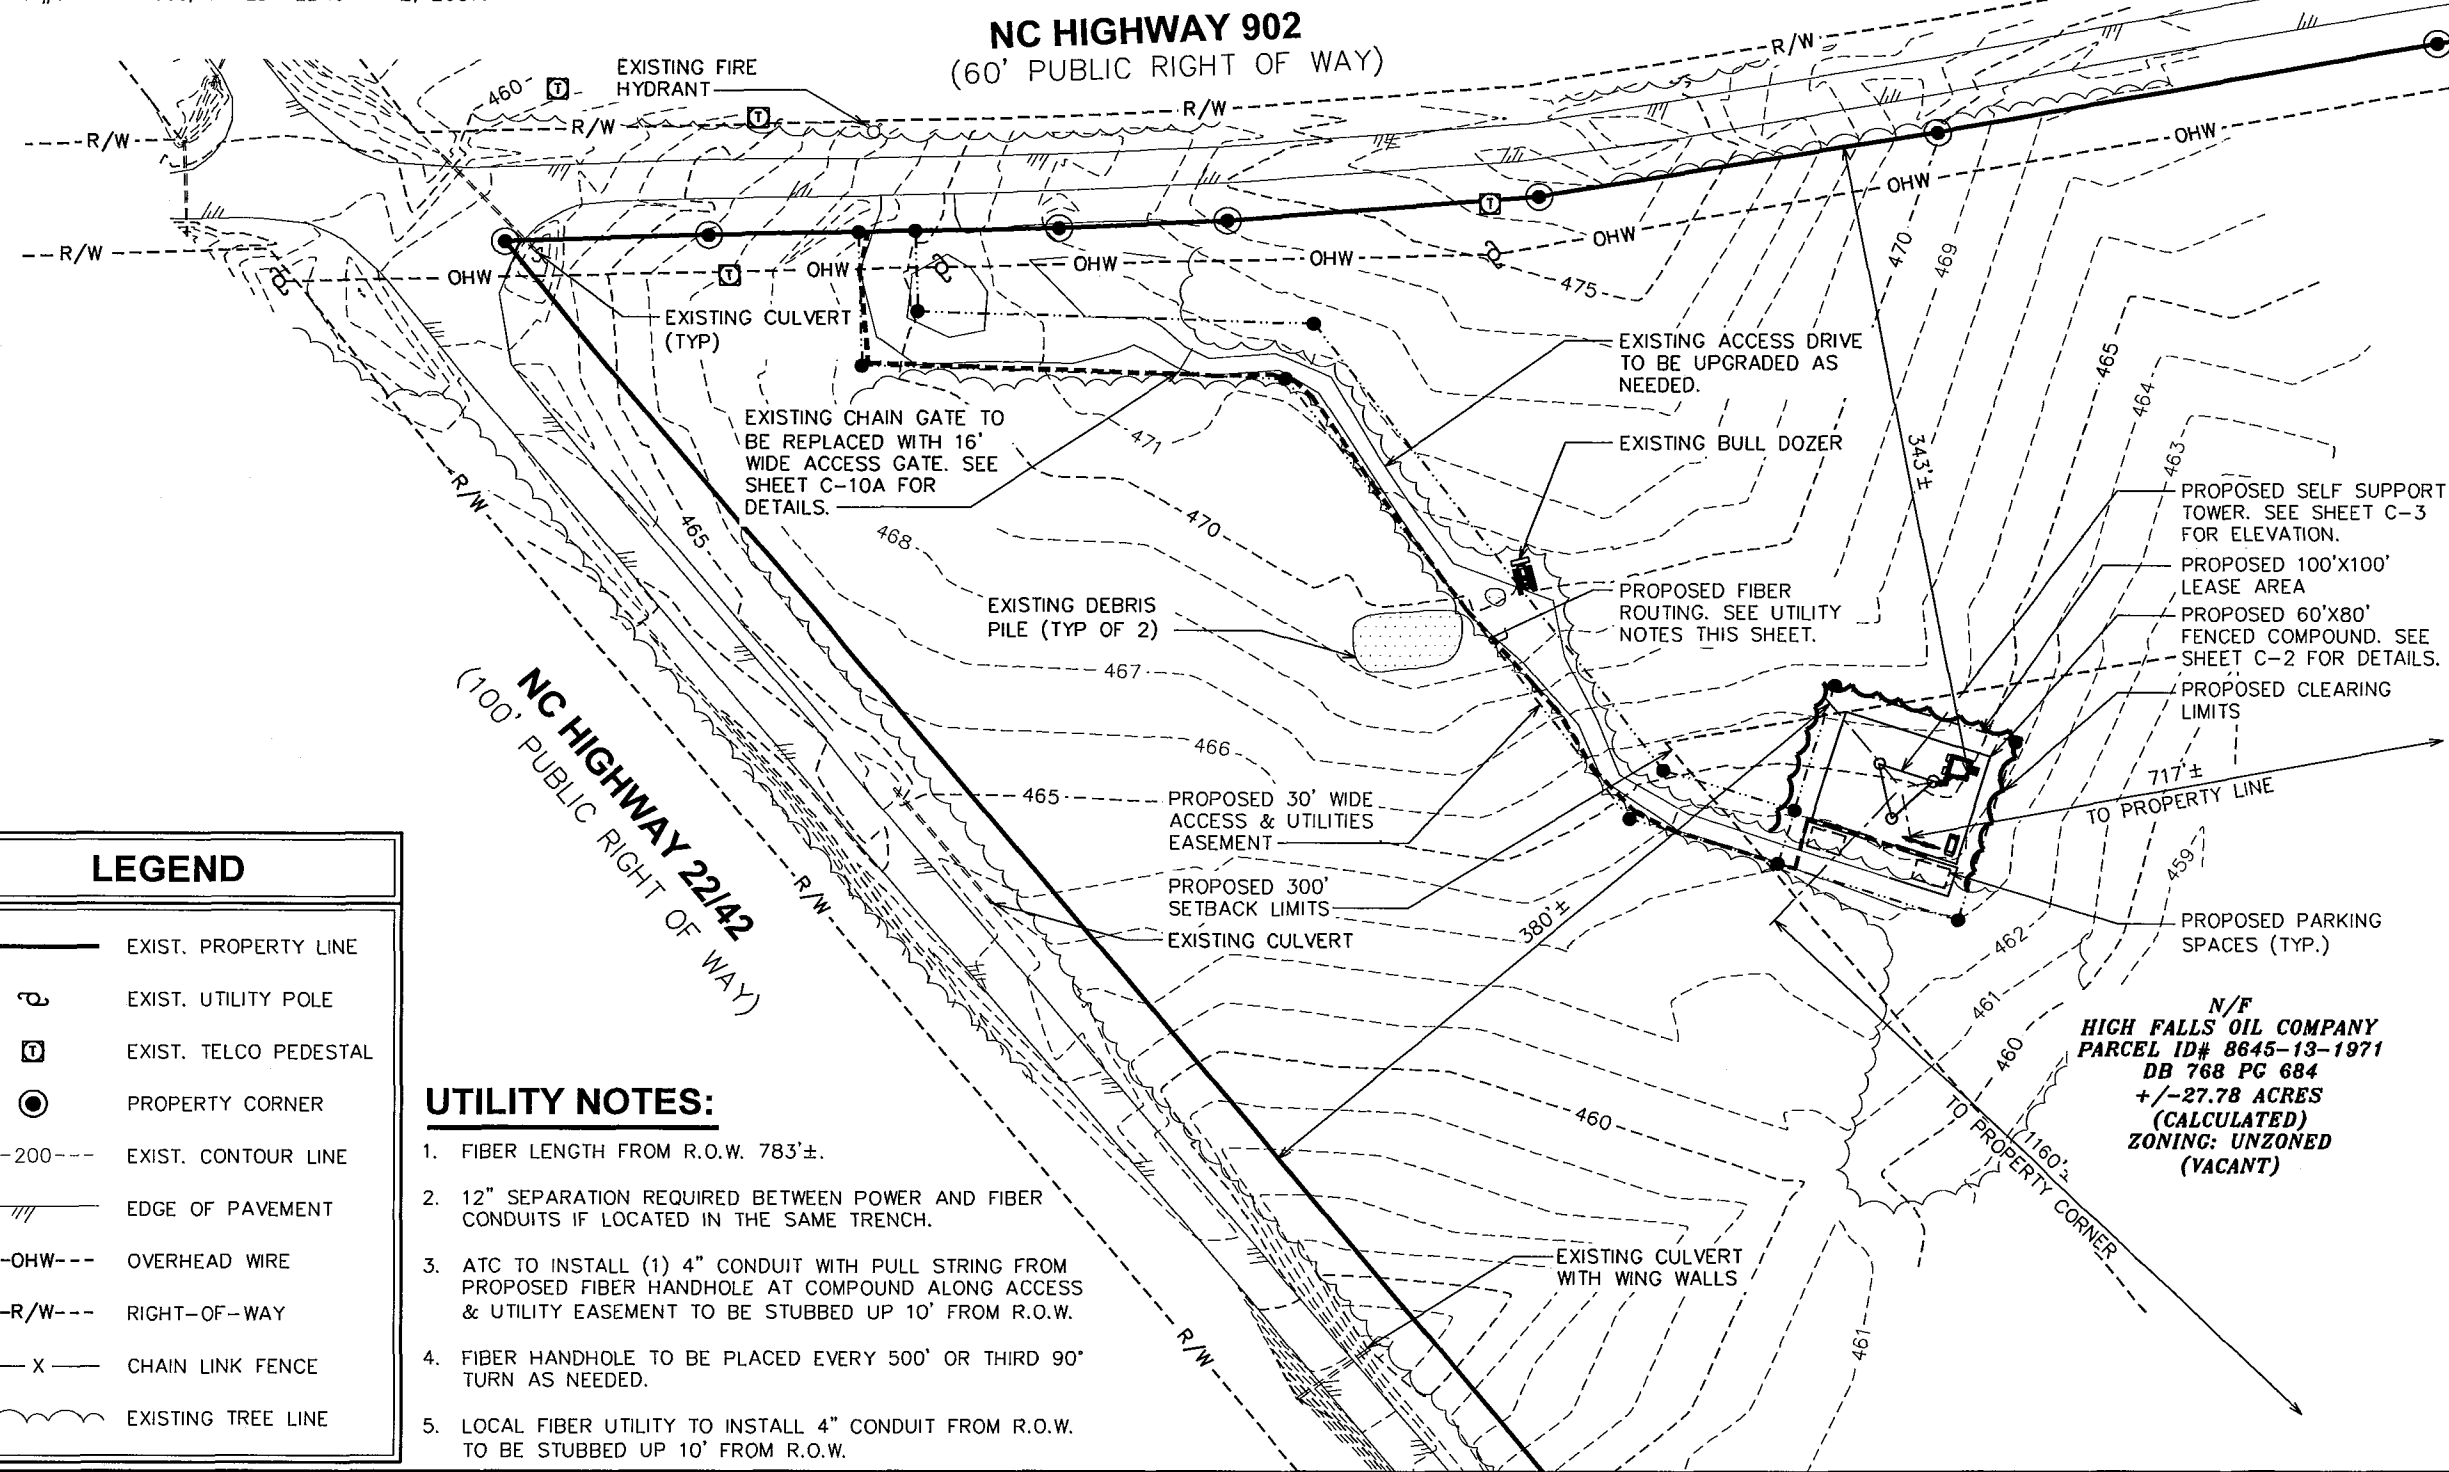 NC HIGHWAY 902
(60' PUBLIC RIGHT OF WAY)
EXISTING FIRE
HYDRANT
460
T
T
R/W
R/W
R/W
R/W
R/W
OHW
OHW
OHW
OHW
OHW
OHW
OHW
T
T
EXISTING CULVERT
(TYP)
475
470
469
465
464
463
EXISTING ACCESS DRIVE
TO BE UPGRADED AS
NEEDED.
EXISTING CHAIN GATE TO
BE REPLACED WITH 16'
WIDE ACCESS GATE. SEE
SHEET C-10A FOR
DETAILS.
471
EXISTING BULL DOZER
343'±
PROPOSED SELF SUPPORT
TOWER. SEE SHEET C-3
FOR ELEVATION.
PROPOSED 100'X100'
LEASE AREA
PROPOSED 60'X80'
FENCED COMPOUND. SEE
SHEET C-2 FOR DETAILS.
PROPOSED CLEARING
LIMITS
R/W
465
468
470
EXISTING DEBRIS
PILE (TYP OF 2)
PROPOSED FIBER
ROUTING. SEE UTILITY
NOTES THIS SHEET.
467
466
465
NC HIGHWAY 22/42
(100' PUBLIC RIGHT OF WAY)
PROPOSED 30' WIDE
ACCESS & UTILITIES
EASEMENT
PROPOSED 300'
SETBACK LIMITS
EXISTING CULVERT
717'±
TO PROPERTY LINE
459
380'±
PROPOSED PARKING
SPACES (TYP.)
462
461
460
R/W
N/F
HIGH FALLS OIL COMPANY
PARCEL ID# 8645-13-1971
DB 768 PG 684
+/-27.78 ACRES
(CALCULATED)
ZONING: UNZONED
(VACANT)
1160'±
TO PROPERTY CORNER
460
EXISTING CULVERT
WITH WING WALLS
461
R/W
LEGEND
EXIST. PROPERTY LINE
EXIST. UTILITY POLE
T EXIST. TELCO PEDESTAL
PROPERTY CORNER
-200--- EXIST. CONTOUR LINE
EDGE OF PAVEMENT
-OHW--- OVERHEAD WIRE
-R/W--- RIGHT-OF-WAY
X CHAIN LINK FENCE
EXISTING TREE LINE
UTILITY NOTES:
1. FIBER LENGTH FROM R.O.W. 783'±.
2. 12" SEPARATION REQUIRED BETWEEN POWER AND FIBER
CONDUITS IF LOCATED IN THE SAME TRENCH.
3. ATC TO INSTALL (1) 4" CONDUIT WITH PULL STRING FROM
PROPOSED FIBER HANDHOLE AT COMPOUND ALONG ACCESS
& UTILITY EASEMENT TO BE STUBBED UP 10' FROM R.O.W.
4. FIBER HANDHOLE TO BE PLACED EVERY 500' OR THIRD 90°
TURN AS NEEDED.
5. LOCAL FIBER UTILITY TO INSTALL 4" CONDUIT FROM R.O.W.
TO BE STUBBED UP 10' FROM R.O.W.